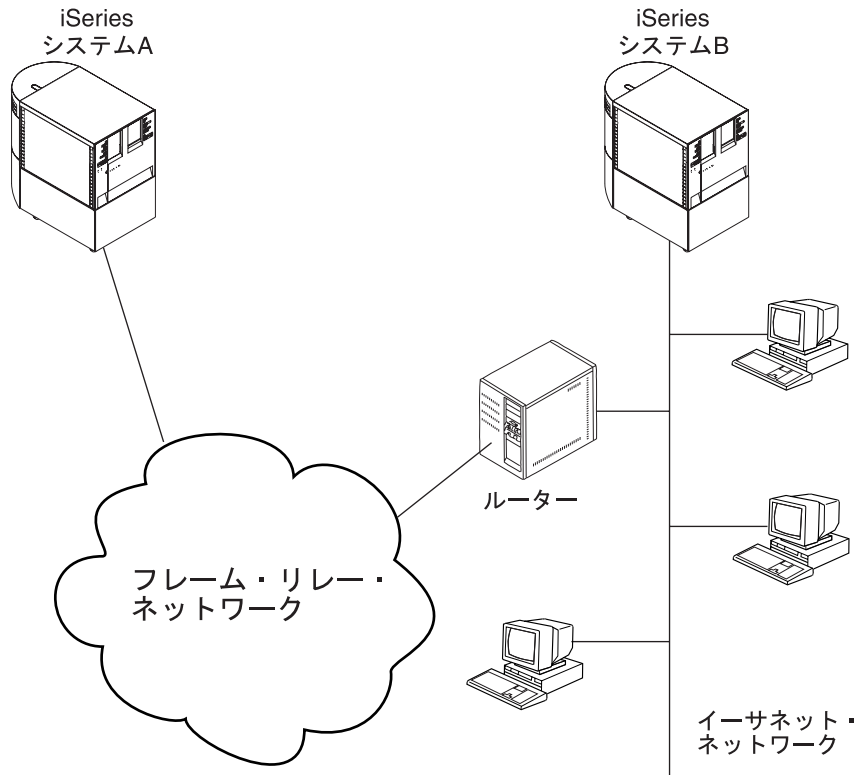 iSeries
システムA
iSeries
システムB
ルーター
フレーム・リレー・
ネットワーク
イーサネット・
ネットワーク